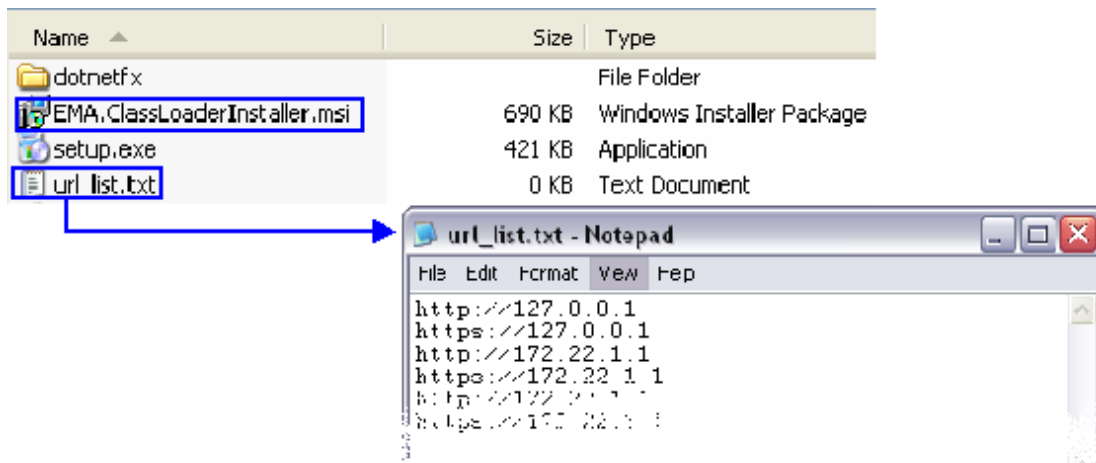 Name Size Type
dotnetfx File Folder
EMA.ClassLoaderInstaller.msi 690 KB Windows Installer Package
setup.exe 421 KB Application
url_list.txt 0 KB Text Document
url_list.txt - Notepad
File Edit Format View Help
http://127.0.0.1
https://127.0.0.1
http://172.22.1.1
https://172.22.1.1